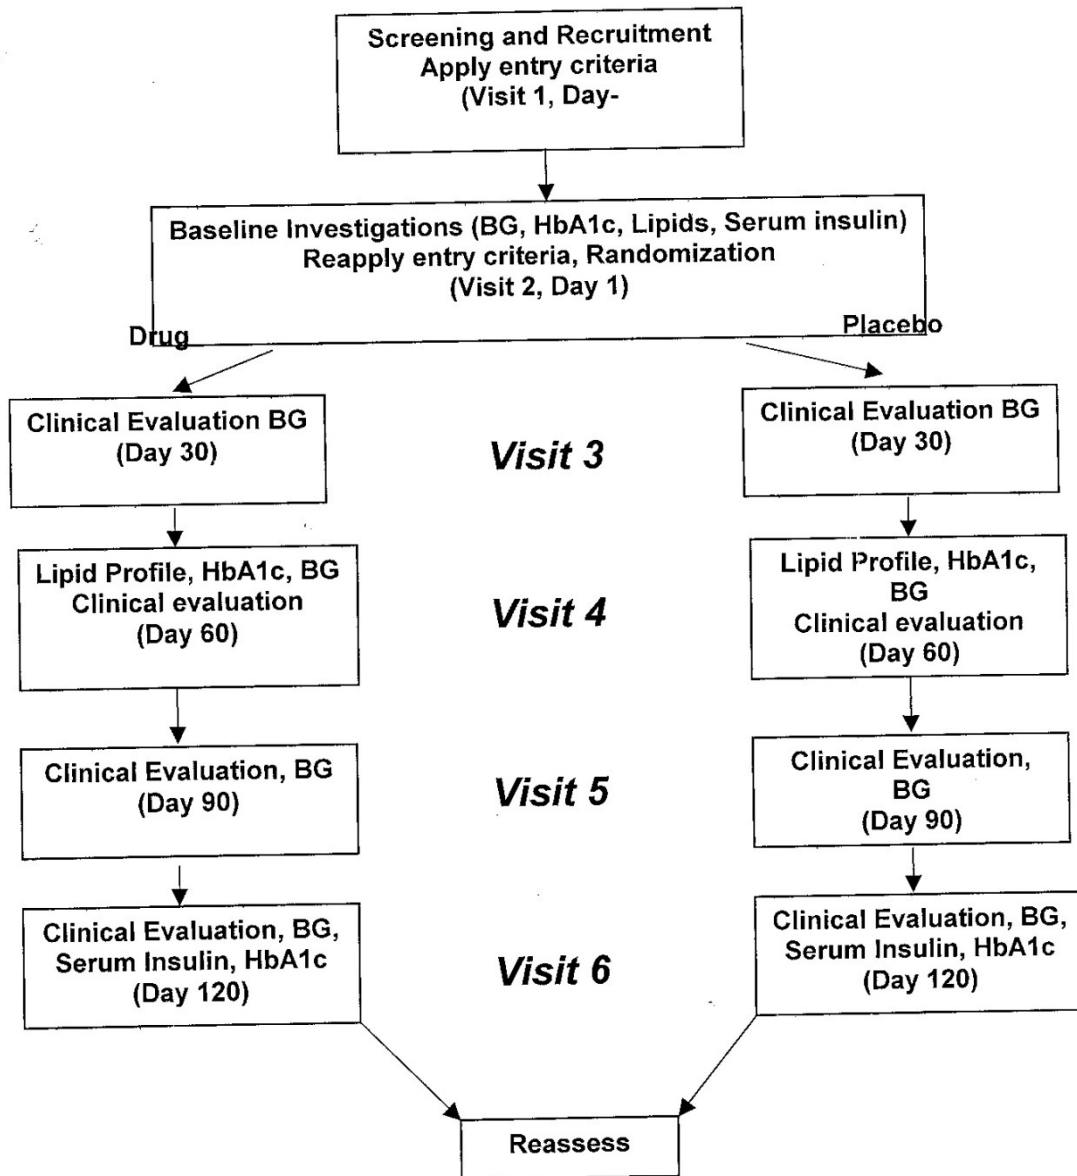 Screening and Recruitment
Apply entry criteria
(Visit 1, Day-
Baseline Investigations (BG, HbA1c, Lipids, Serum insulin)
Reapply entry criteria, Randomization
(Visit 2, Day 1)
Drug
Placebo
Clinical Evaluation BG
(Day 30)
Visit 3
Clinical Evaluation BG
(Day 30)
Lipid Profile, HbA1c, BG
Clinical evaluation
(Day 60)
Visit 4
Lipid Profile, HbA1c,
BG
Clinical evaluation
(Day 60)
Clinical Evaluation, BG
(Day 90)
Visit 5
Clinical Evaluation,
BG
(Day 90)
Clinical Evaluation, BG,
Serum Insulin, HbA1c
(Day 120)
Visit 6
Clinical Evaluation, BG,
Serum Insulin, HbA1c
(Day 120)
Reassess